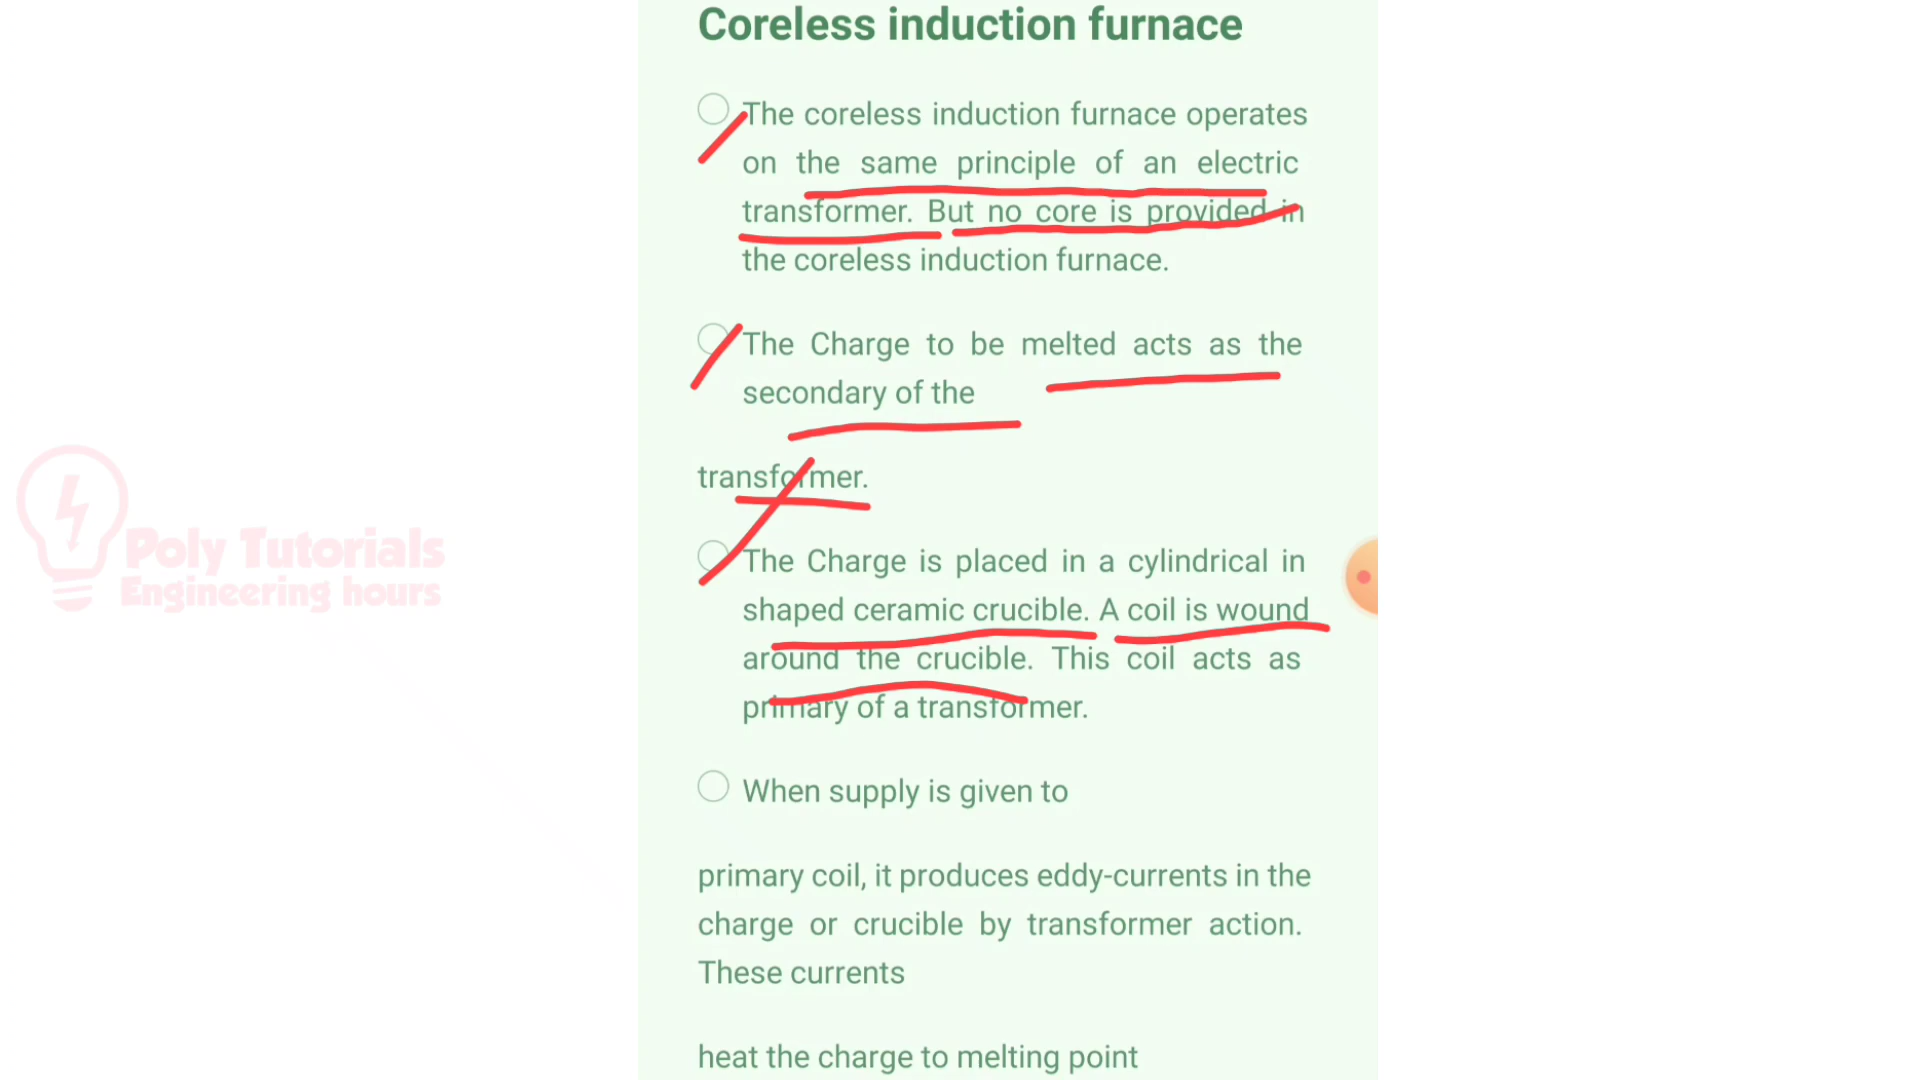 Coreless induction furnace
The coreless induction furnace operates
on the same principle of an electric
transformer. But no core is provided in
the coreless induction furnace.
The Charge to be melted acts as the
secondary of the
transformer.
The Charge is placed in a cylindrical in
shaped ceramic crucible. A coil is wound
around the crucible. This coil acts as
primary of a transformer.
When supply is given to
primary coil, it produces eddy-currents in the
charge or crucible by transformer action.
These currents
heat the charge to melting point
Poly Tutorials
Engineering hours